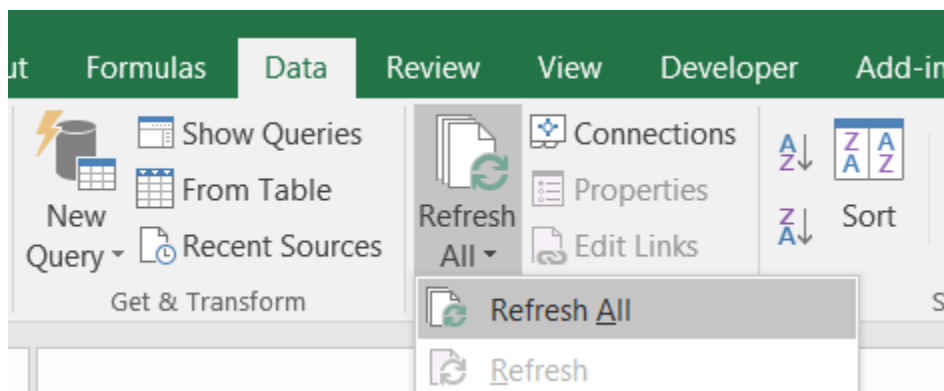 ut Formulas Data Review View Developer Add-in
Show Queries
From Table
Recent Sources
New
Query
Get & Transform
Refresh
All
Connections
Properties
Edit Links
A
Z
Z
A
Z A
A Z
Sort
S
Refresh All
Refresh